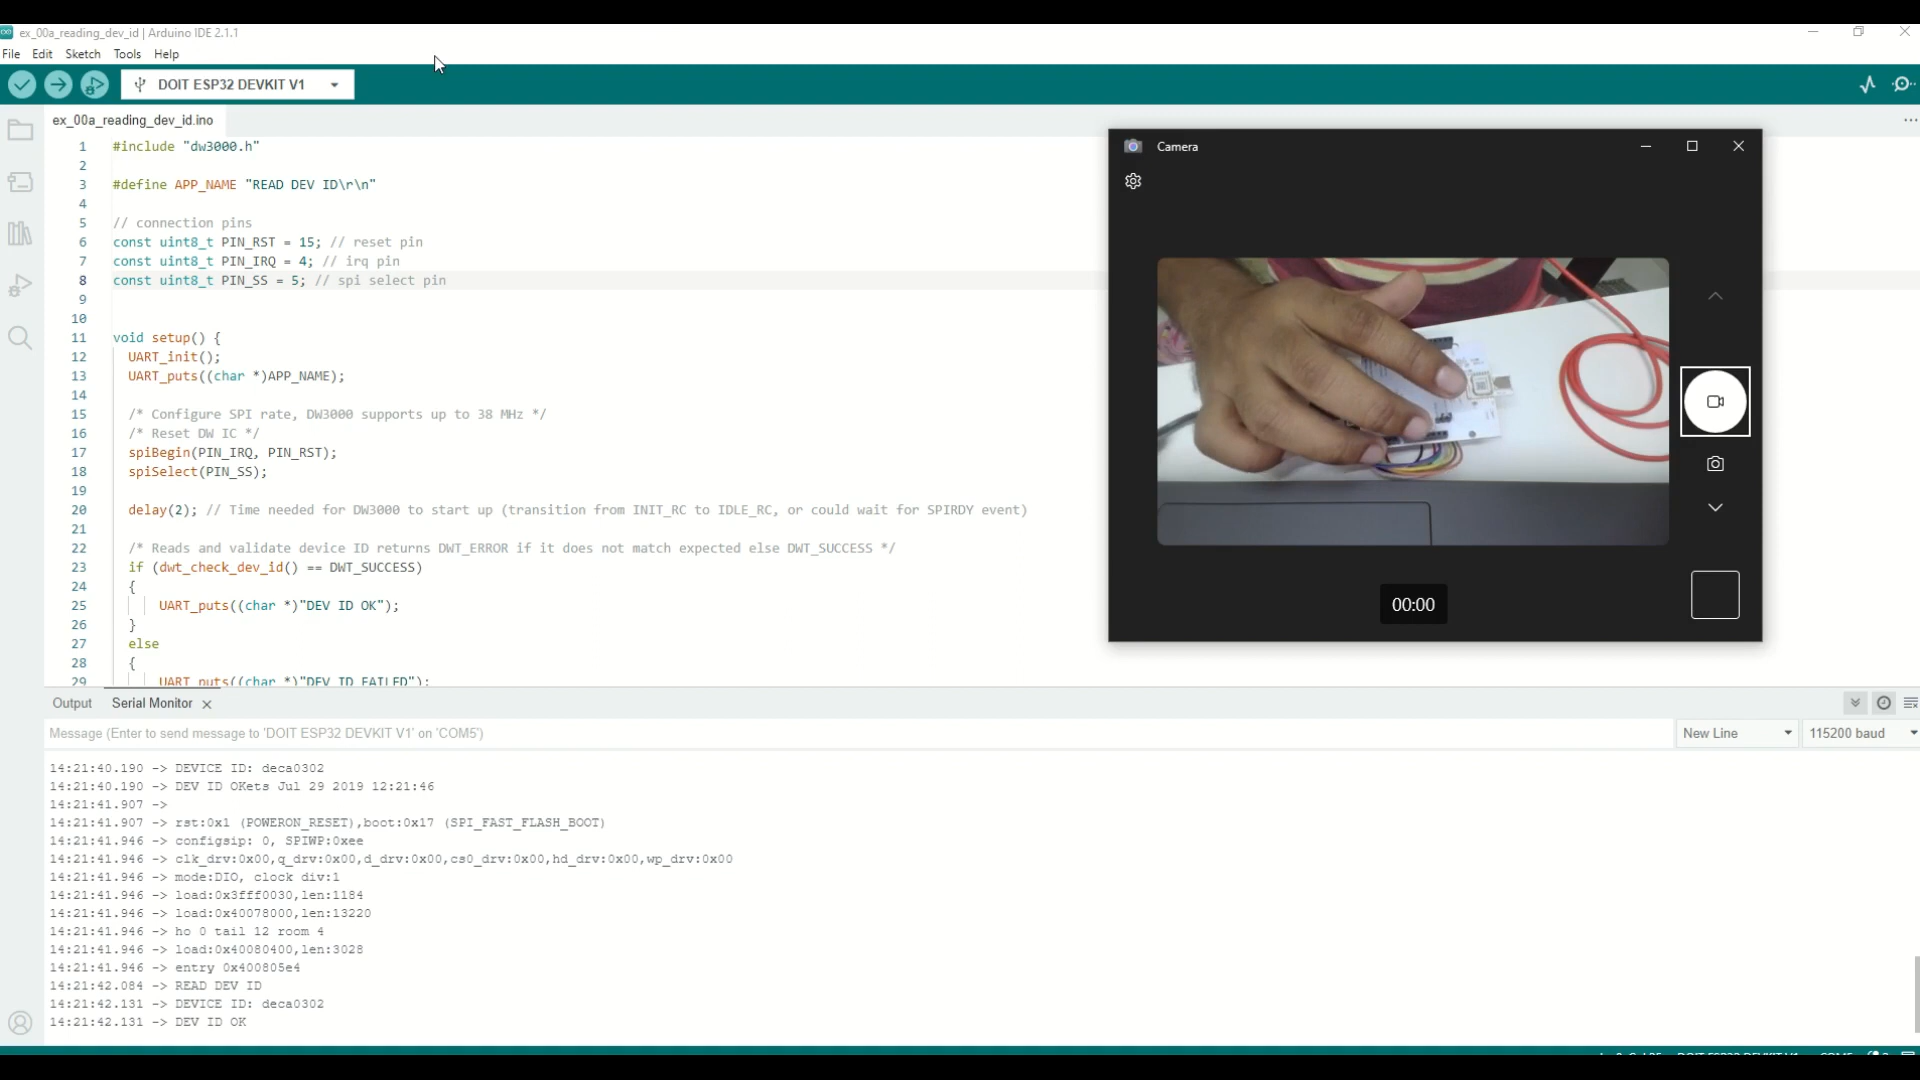 ex_00a_reading_dev_id | Arduino IDE 2.1.1
File Edit Sketch Tools Help
DOIT ESP32 DEVKIT V1
ex_00a_reading_dev_id.ino
1 #include "dw3000.h"
2
3 #define APP_NAME "READ DEV ID\r\n"
4
5 // connection pins
6 const uint8_t PIN_RST = 15; // reset pin
7 const uint8_t PIN_IRQ = 4; // irq pin
8 const uint8_t PIN_SS = 5; // spi select pin
9
10
11 void setup() {
12 UART_init();
13 UART_puts((char *)APP_NAME);
14
15 /* Configure SPI rate, DW3000 supports up to 38 MHz */
16 /* Reset DW IC */
17 spiBegin(PIN_IRQ, PIN_RST);
18 spiSelect(PIN_SS);
19
20 delay(2); // Time needed for DW3000 to start up (transition from INIT_RC to IDLE_RC, or could wait for SPIRDY event)
21
22 /* Reads and validate device ID returns DWT_ERROR if it does not match expected else DWT_SUCCESS */
23 if (dwt_check_dev_id() == DWT_SUCCESS)
24 {
25 UART_puts((char *)"DEV ID OK");
26 }
27 else
28 {
29 UART_puts((char *)"DEV ID FAILED");
Camera
00:00
Output Serial Monitor
Message (Enter to send message to 'DOIT ESP32 DEVKIT V1' on 'COM5')
New Line
115200 baud
14:21:40.190 -> DEVICE ID: deca0302
14:21:40.190 -> DEV ID OKets Jul 29 2019 12:21:46
14:21:41.907 ->
14:21:41.907 -> rst:0x1 (POWERON_RESET),boot:0x17 (SPI_FAST_FLASH_BOOT)
14:21:41.946 -> configsip: 0, SPIWP:0xee
14:21:41.946 -> clk_drv:0x00,q_drv:0x00,d_drv:0x00,cs0_drv:0x00,hd_drv:0x00,wp_drv:0x00
14:21:41.946 -> mode:DIO, clock div:1
14:21:41.946 -> load:0x3fff0030,len:1184
14:21:41.946 -> load:0x40078000,len:13220
14:21:41.946 -> ho 0 tail 12 room 4
14:21:41.946 -> load:0x40080400,len:3028
14:21:41.946 -> entry 0x400805e4
14:21:42.084 -> READ DEV ID
14:21:42.131 -> DEVICE ID: deca0302
14:21:42.131 -> DEV ID OK